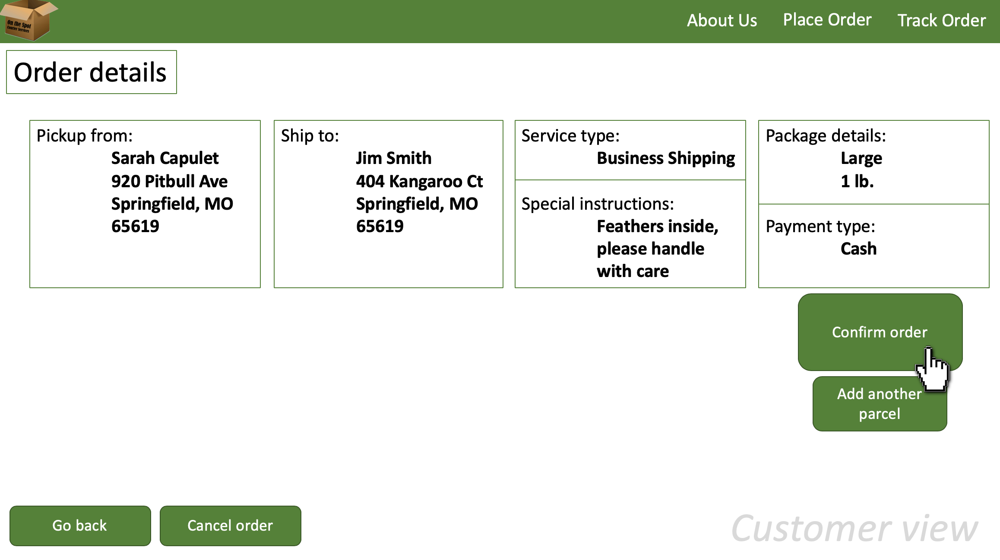 On the Spot
Courier Services
About Us
Place Order
Track Order
Order details
Pickup from:
Sarah Capulet
920 Pitbull Ave
Springfield, MO
65619
Ship to:
Jim Smith
404 Kangaroo Ct
Springfield, MO
65619
Service type:
Business Shipping
Special instructions:
Feathers inside,
please handle
with care
Package details:
Large
1 lb.
Payment type:
Cash
Confirm order
Add another
parcel
Go back
Cancel order
Customer view